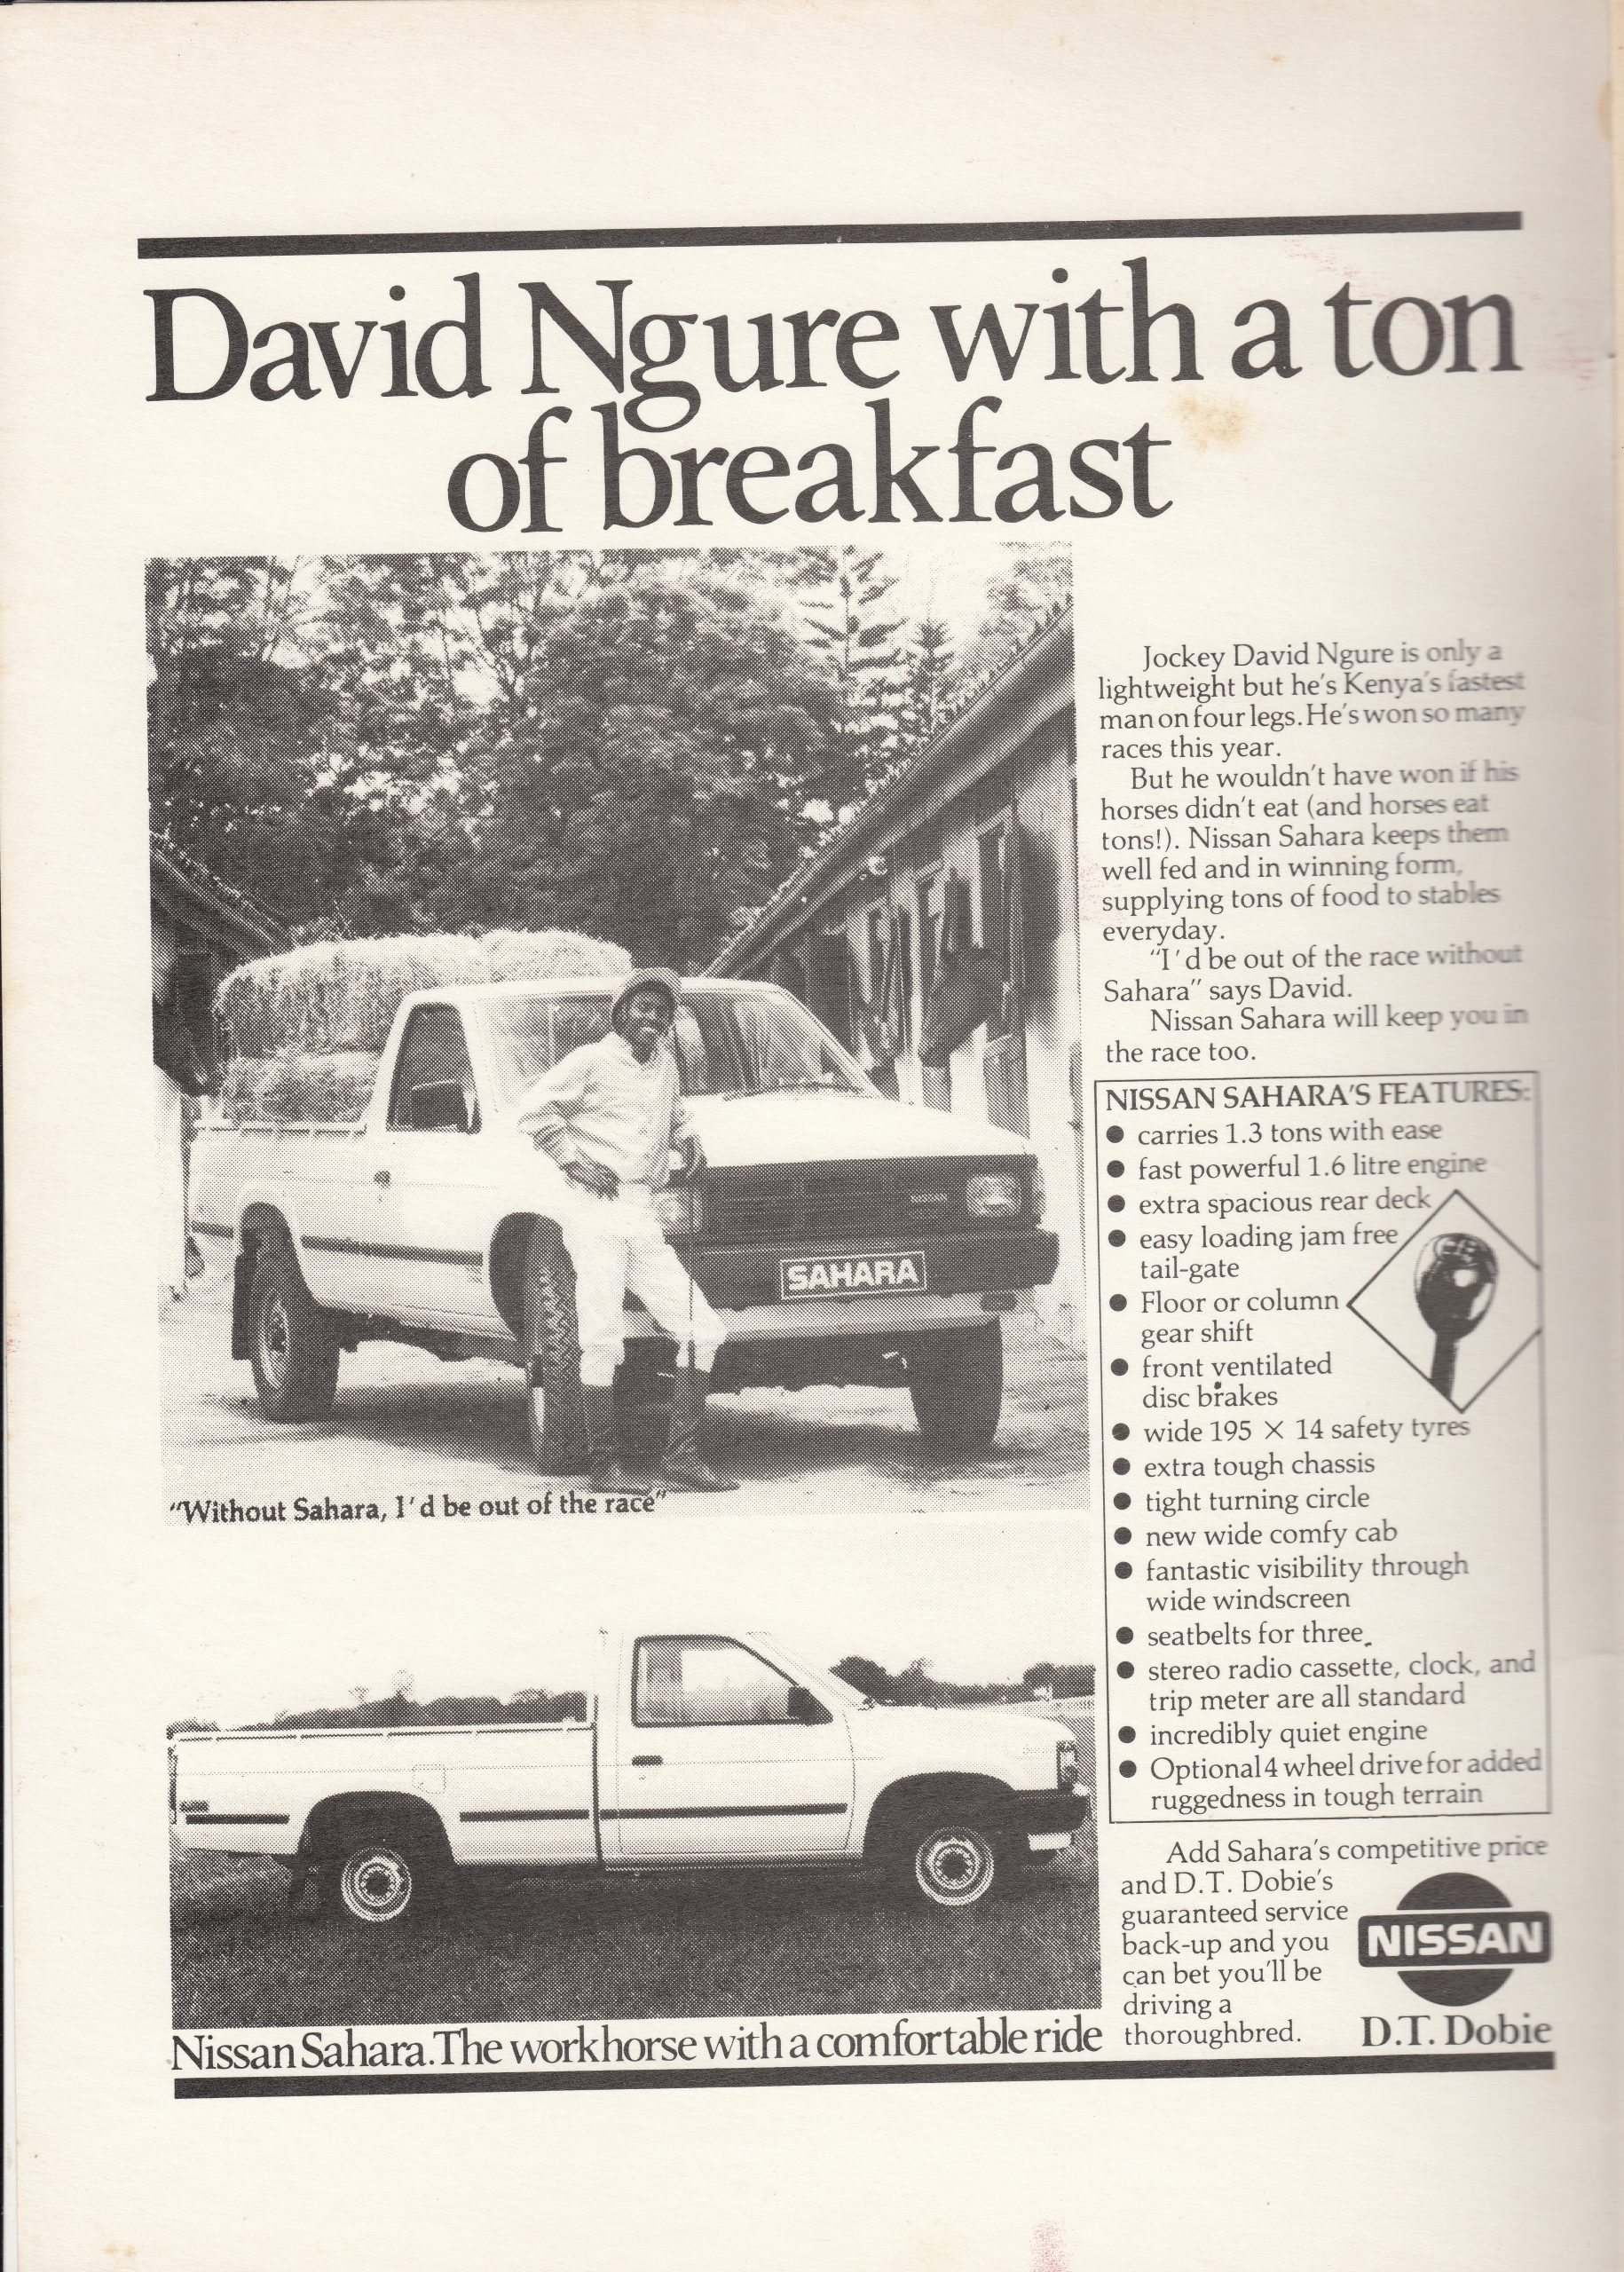 David Ngure with a ton
of breakfast
Jockey David Ngure is only a
lightweight but he's Kenya's fastest
man on four legs. He's won so many
races this year.
But he wouldn't have won if his
horses didn't eat (and horses eat
tons!). Nissan Sahara keeps them
well fed and in winning form,
supplying tons of food to stables
everyday.
"I'd be out of the race without
Sahara" says David.
Nissan Sahara will keep you in
the race too.
NISSAN
SAHARA
"Without Sahara, I'd be out of the race"
NISSAN SAHARA'S FEATURES:
● carries 1.3 tons with ease
● fast powerful 1.6 litre engine
● extra spacious rear deck
● easy loading jam free
tail-gate
● Floor or column
gear shift
● front ventilated
disc brakes
● wide 195 × 14 safety tyres
● extra tough chassis
● tight turning circle
● new wide comfy cab
● fantastic visibility through
wide windscreen
● seatbelts for three.
● stereo radio cassette, clock, and
trip meter are all standard
● incredibly quiet engine
● Optional 4 wheel drive for added
ruggedness in tough terrain
Add Sahara's competitive price
and D.T. Dobie's
guaranteed service
back-up and you
can bet you'll be
driving a
thoroughbred.
NISSAN
D.T. Dobie
Nissan Sahara. The workhorse with a comfortable ride